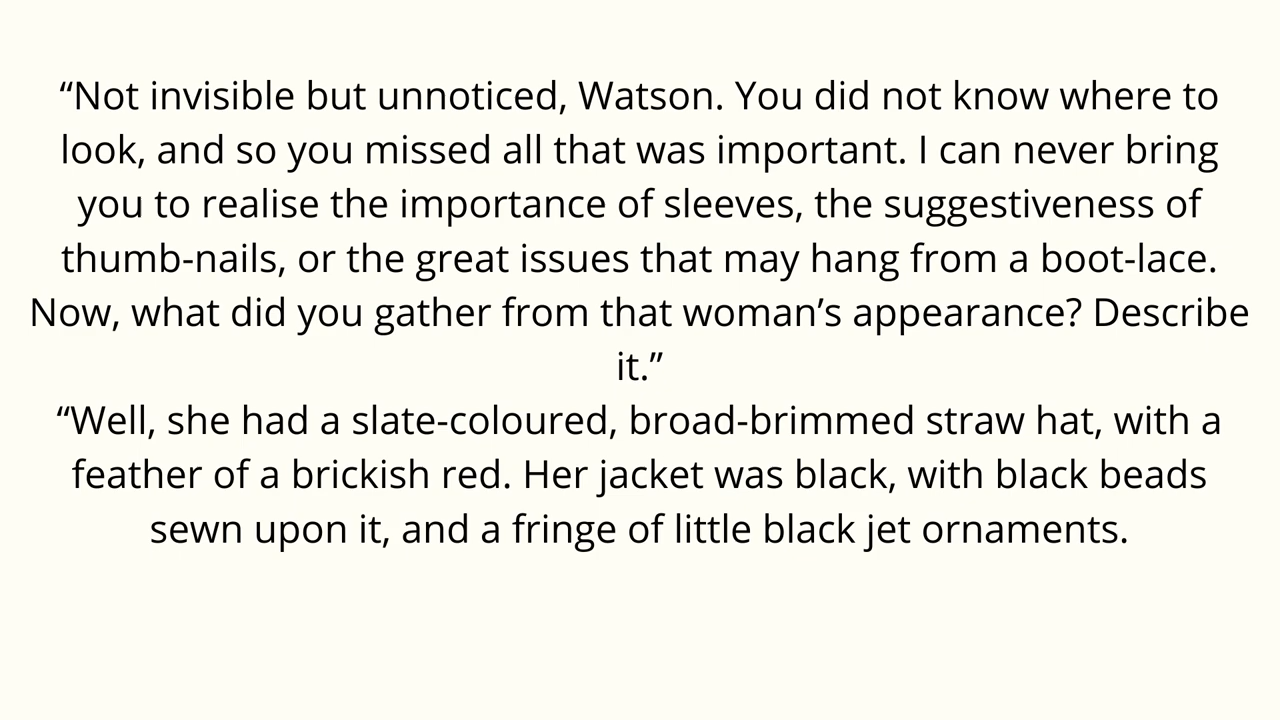 “Not invisible but unnoticed, Watson. You did not know where to
look, and so you missed all that was important. I can never bring
you to realise the importance of sleeves, the suggestiveness of
thumb-nails, or the great issues that may hang from a boot-lace.
Now, what did you gather from that woman’s appearance? Describe
it.”
“Well, she had a slate-coloured, broad-brimmed straw hat, with a
feather of a brickish red. Her jacket was black, with black beads
sewn upon it, and a fringe of little black jet ornaments.